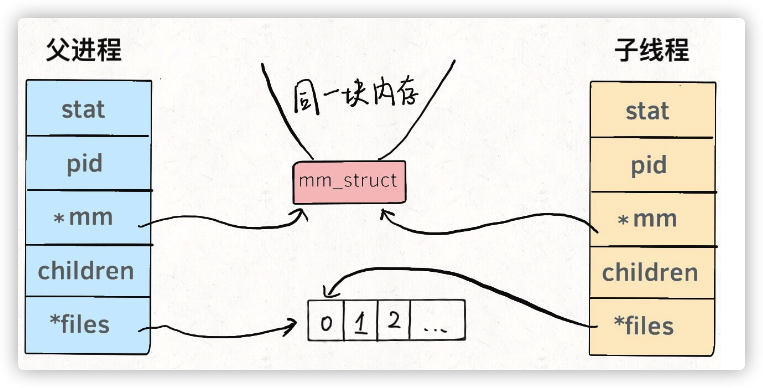 父进程
子线程
同一块内存
stat
pid
*mm
children
*files
mm_struct
0 1 2 ...
stat
pid
*mm
children
*files